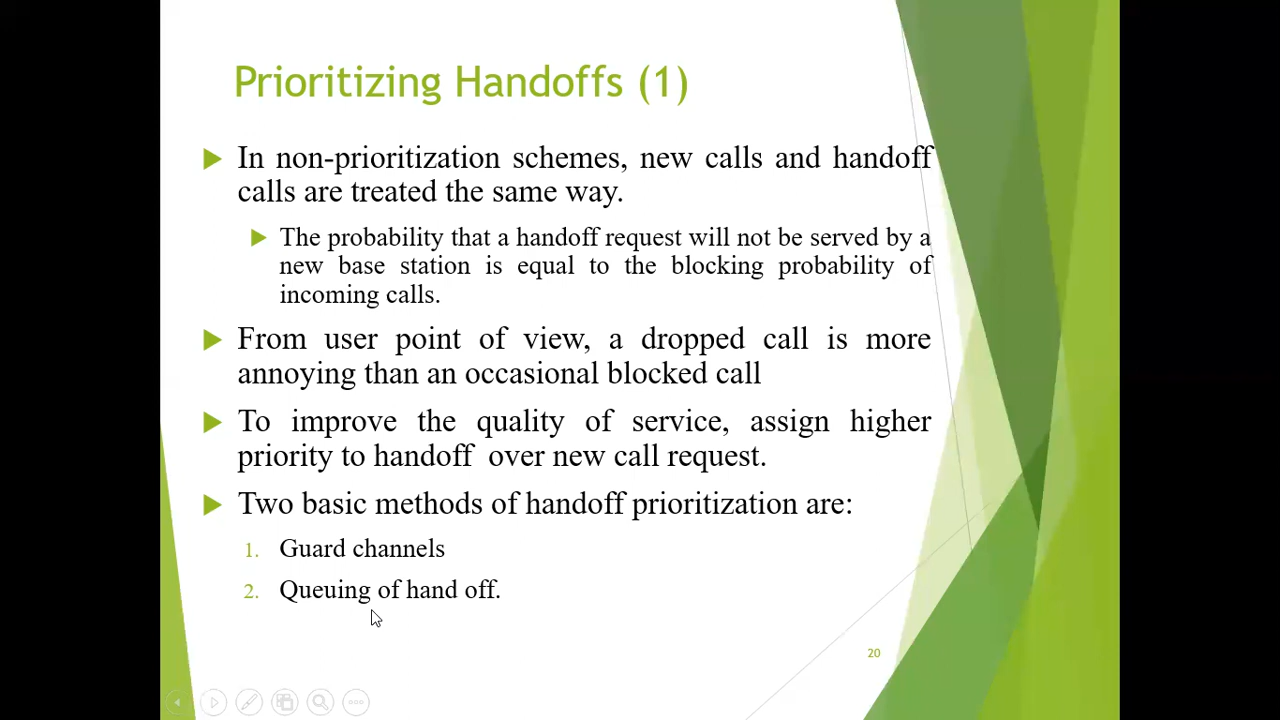 Prioritizing Handoffs (1)
In non-prioritization schemes, new calls and handoff
calls are treated the same way.
The probability that a handoff request will not be served by a
new base station is equal to the blocking probability of
incoming calls.
From user point of view, a dropped call is more
annoying than an occasional blocked call
To improve the quality of service, assign higher
priority to handoff over new call request.
Two basic methods of handoff prioritization are:
1. Guard channels
2. Queuing of hand off.
20